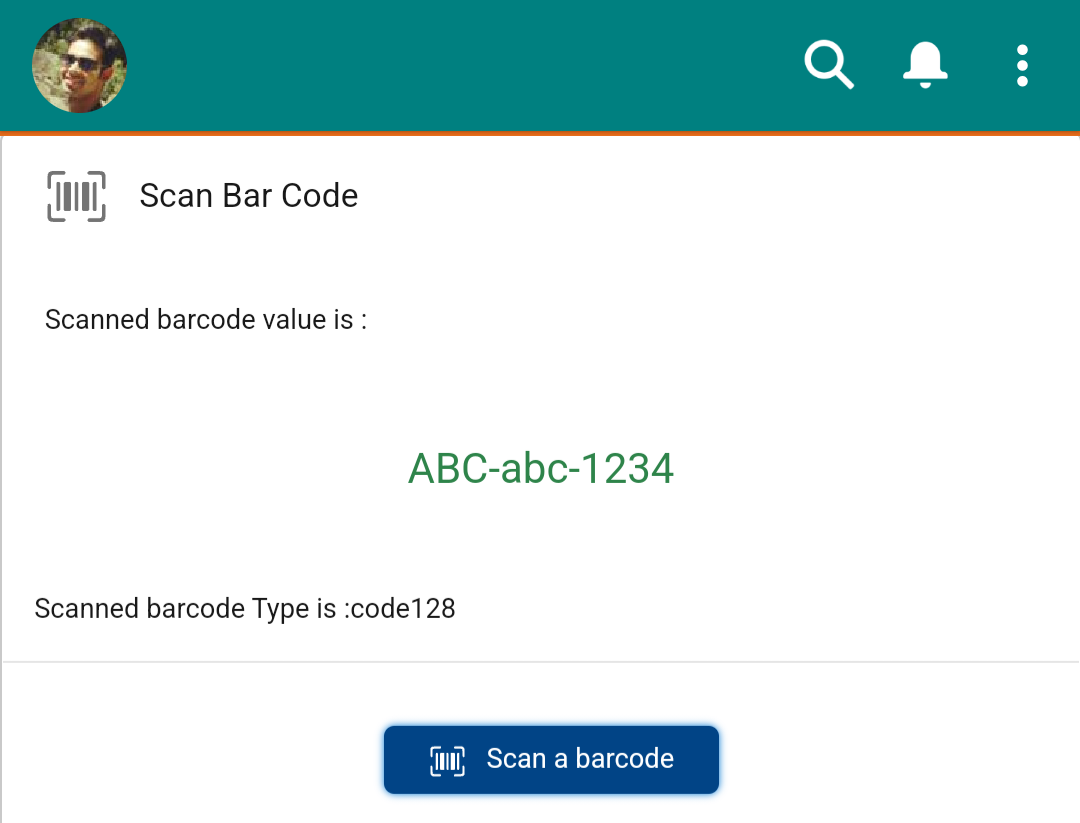 Scan Bar Code
Scanned barcode value is :
ABC-abc-1234
Scanned barcode Type is :code128
Scan a barcode